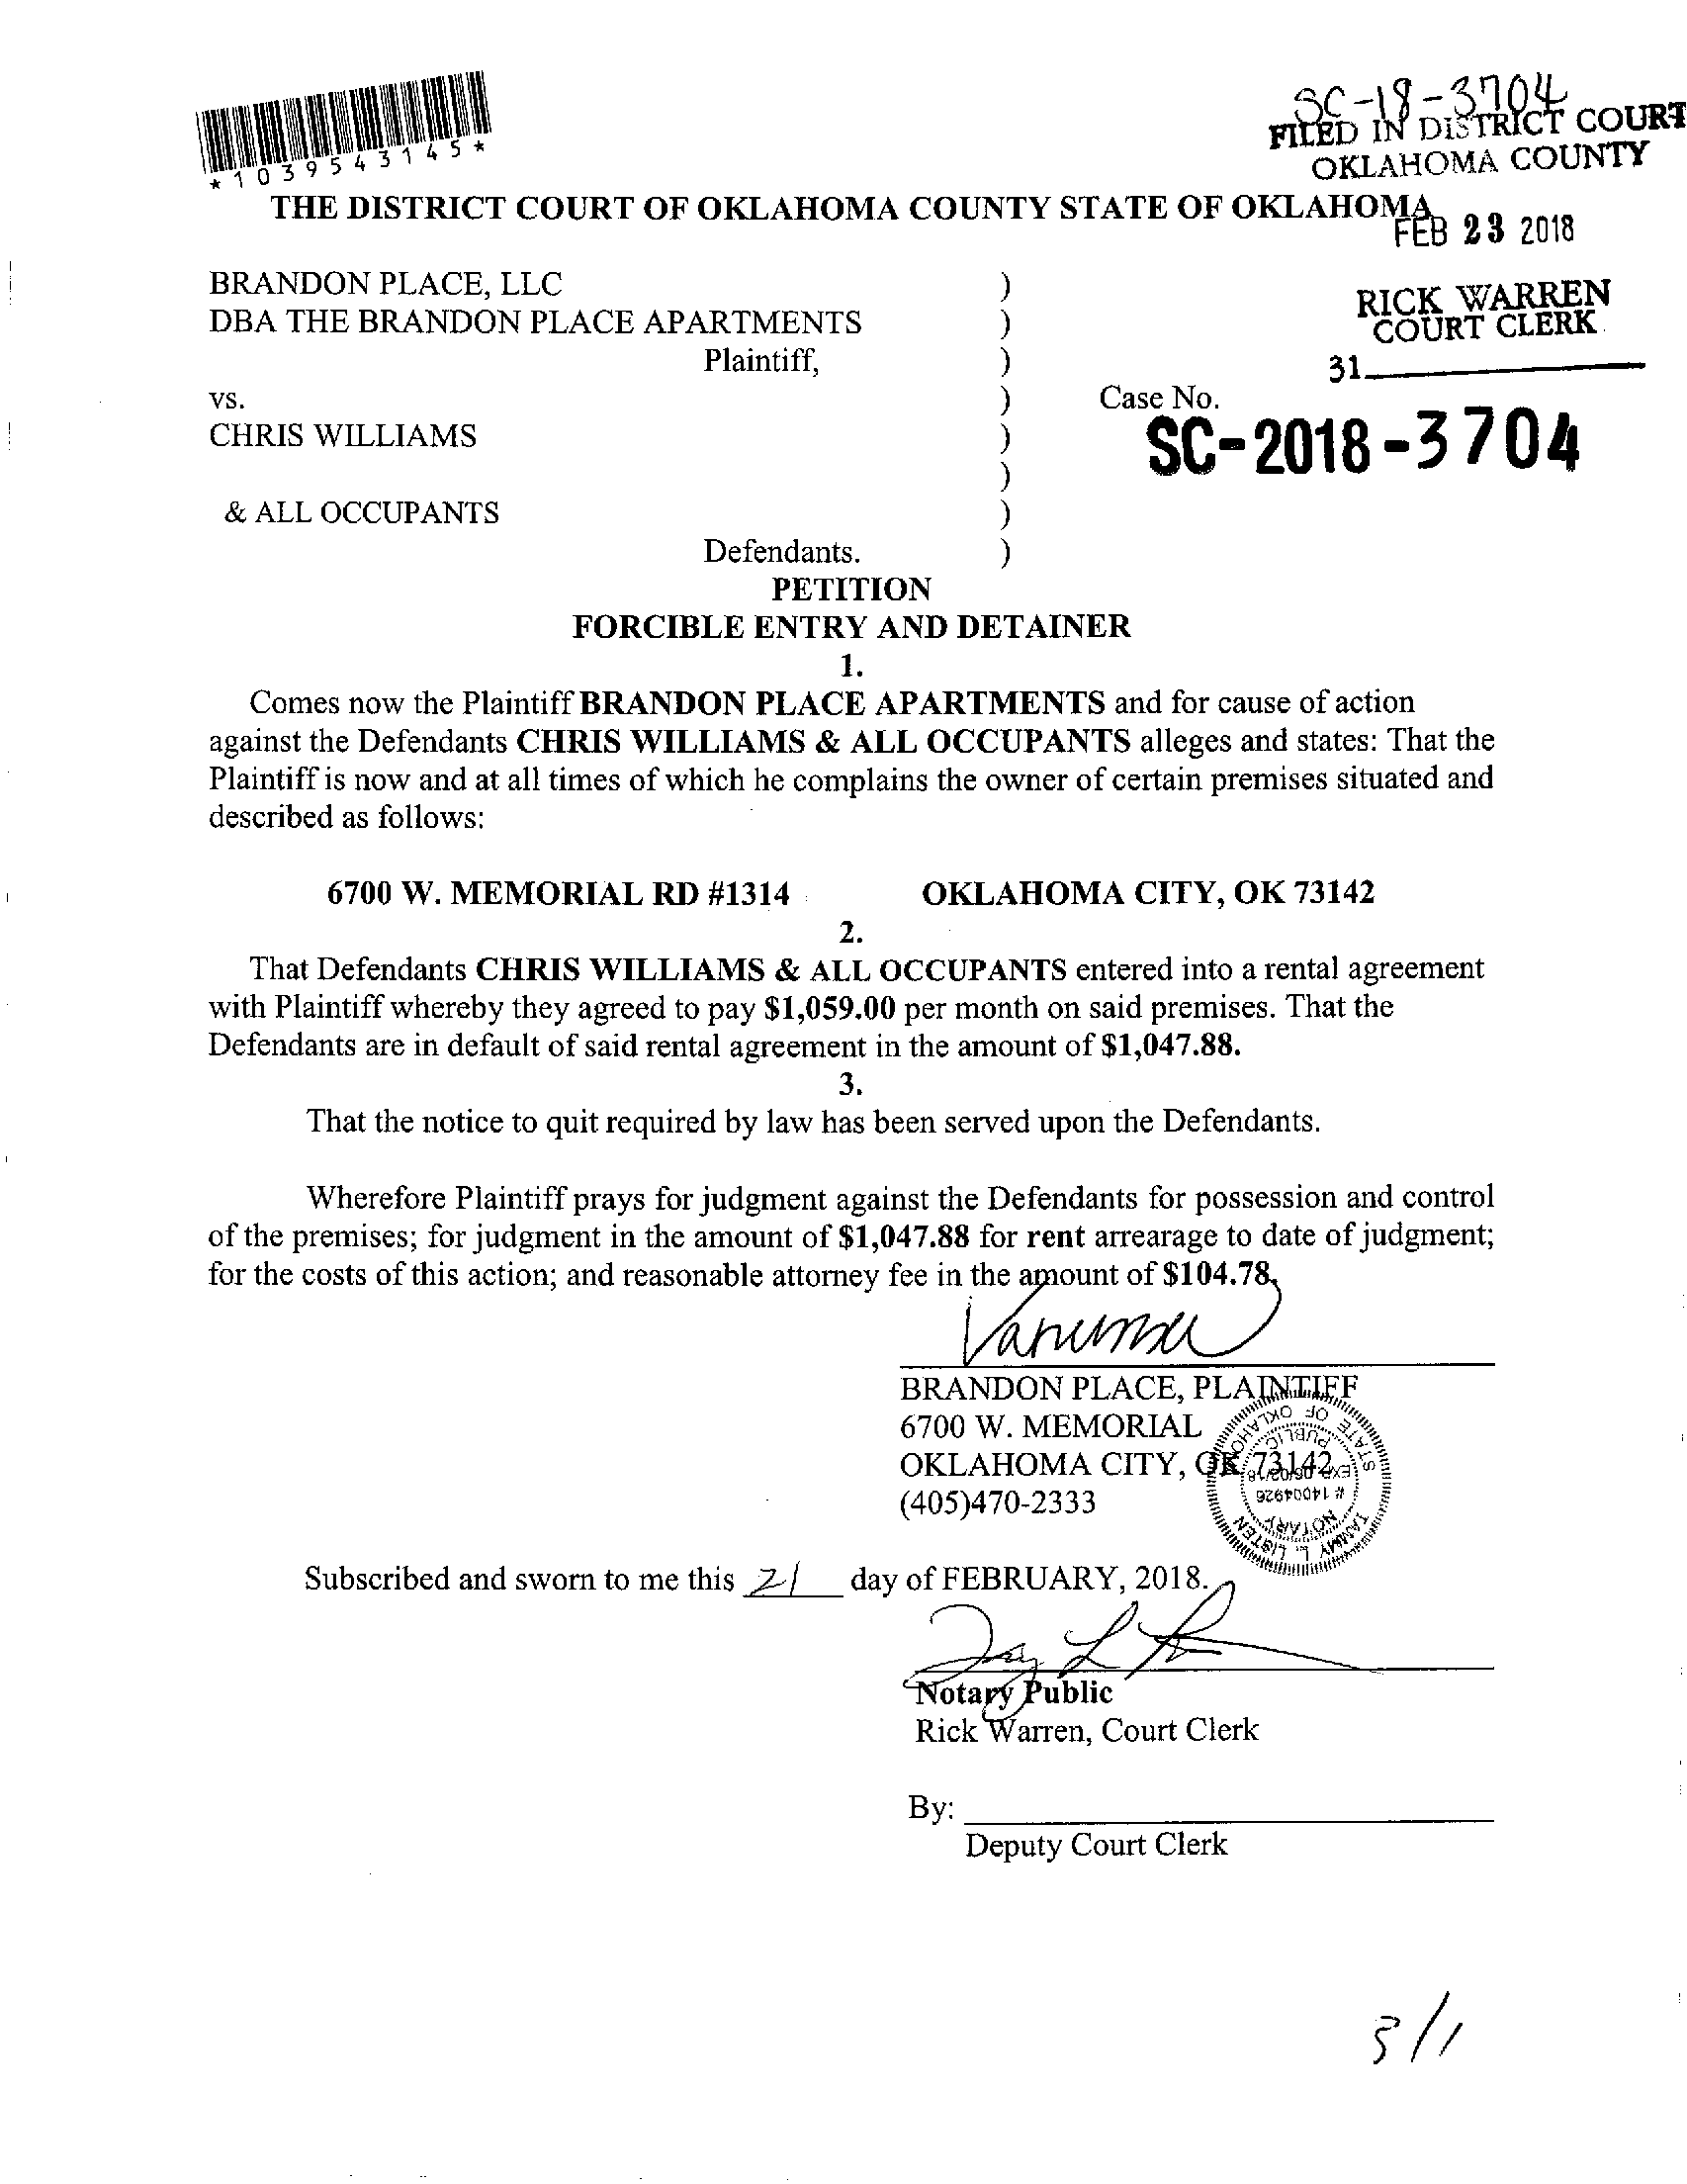 SC-18-3704
FILED IN DISTRICT COURT
OKLAHOMA COUNTY
*1039543145*
THE DISTRICT COURT OF OKLAHOMA COUNTY STATE OF OKLAHOMA
FEB 23 2018
BRANDON PLACE, LLC )
DBA THE BRANDON PLACE APARTMENTS )
RICK WARREN
COURT CLERK
Plaintiff, )
31
vs. ) Case No.
CHRIS WILLIAMS ) SC-2018-3704
)
& ALL OCCUPANTS )
Defendants. )
PETITION
FORCIBLE ENTRY AND DETAINER
1.
Comes now the Plaintiff BRANDON PLACE APARTMENTS and for cause of action
against the Defendants CHRIS WILLIAMS & ALL OCCUPANTS alleges and states: That the
Plaintiff is now and at all times of which he complains the owner of certain premises situated and
described as follows:
6700 W. MEMORIAL RD #1314 OKLAHOMA CITY, OK 73142
2.
That Defendants CHRIS WILLIAMS & ALL OCCUPANTS entered into a rental agreement
with Plaintiff whereby they agreed to pay $1,059.00 per month on said premises. That the
Defendants are in default of said rental agreement in the amount of $1,047.88.
3.
That the notice to quit required by law has been served upon the Defendants.
Wherefore Plaintiff prays for judgment against the Defendants for possession and control
of the premises; for judgment in the amount of $1,047.88 for rent arrearage to date of judgment;
for the costs of this action; and reasonable attorney fee in the amount of $104.78.
BRANDON PLACE, PLAINTIFF
6700 W. MEMORIAL
OKLAHOMA CITY, OK 73142
(405)470-2333
TAMMY L. LISTEN
NOTARY
# 14004926
EXP. 06/02/18
PUBLIC
STATE OF OKLAHOMA
Subscribed and sworn to me this 21 day of FEBRUARY, 2018.
Notary Public
Rick Warren, Court Clerk
By:
Deputy Court Clerk
3/1